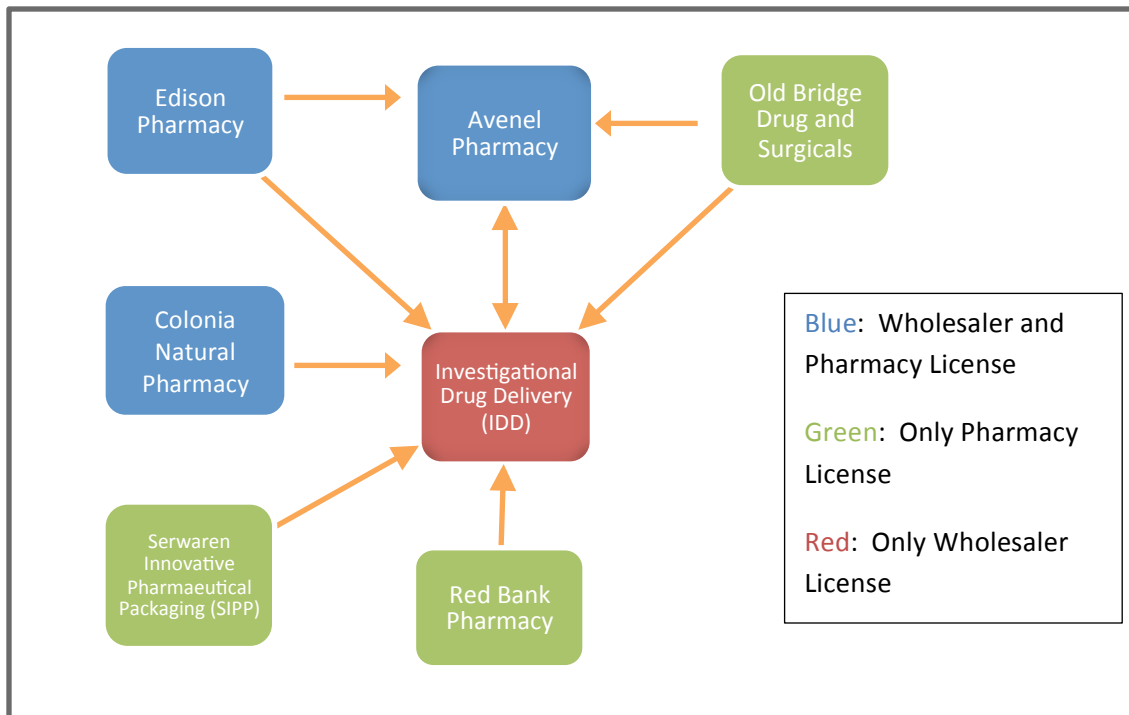 Edison
Pharmacy
Avenel
Pharmacy
Old Bridge
Drug and
Surgicals
Colonia
Natural
Pharmacy
Investigational
Drug Delivery
(IDD)
Serwaren
Innovative
Pharmaeutical
Packaging (SIPP)
Red Bank
Pharmacy
Blue: Wholesaler and
Pharmacy License
Green: Only Pharmacy
License
Red: Only Wholesaler
License